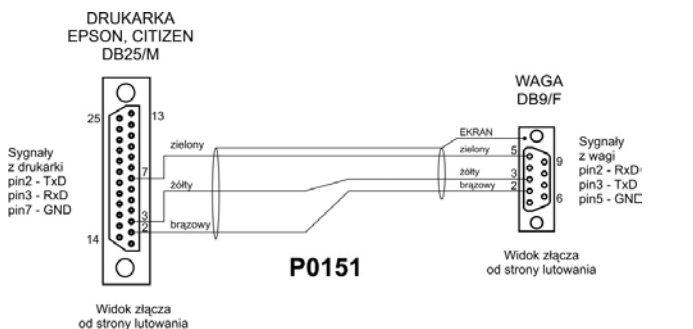 DRUKARKA
EPSON, CITIZEN
DB25/M
25
13
7
3
2
14
Sygnały
z drukarki
pin2 - TxD
pin3 - RxD
pin7 - GND
zielony
żółty
brązowy
EKRAN
zielony
żółty
brązowy
P0151
WAGA
DB9/F
5
9
3
2
6
Sygnały
z wagi
pin2 - RxD
pin3 - TxD
pin5 - GND
Widok złącza
od strony lutowania
Widok złącza
od strony lutowania